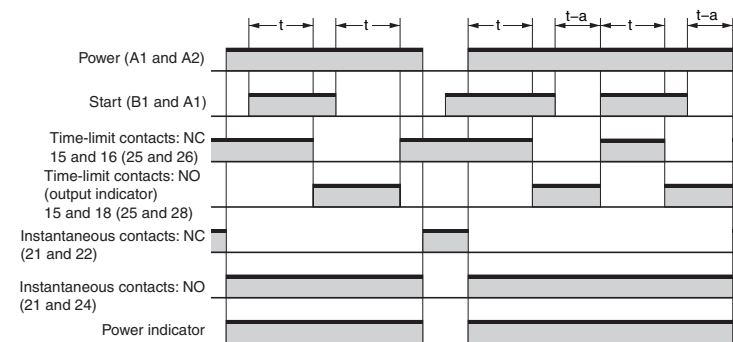 t
t
t
t–a
t
t–a
Power (A1 and A2)
Start (B1 and A1)
Time-limit contacts: NC
15 and 16 (25 and 26)
Time-limit contacts: NO
(output indicator)
15 and 18 (25 and 28)
Instantaneous contacts: NC
(21 and 22)
Instantaneous contacts: NO
(21 and 24)
Power indicator